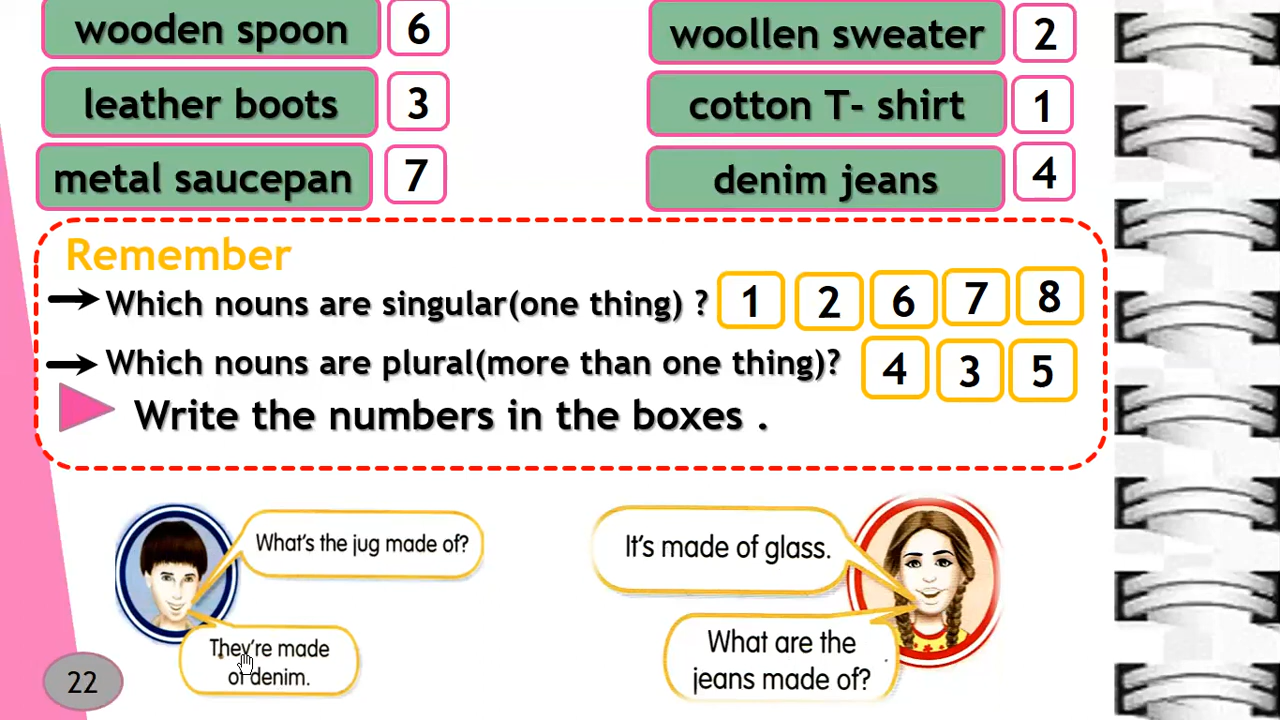 wooden spoon 6 woollen sweater 2
leather boots 3 cotton T- shirt 1
metal saucepan 7 denim jeans 4
Remember
Which nouns are singular(one thing) ? 1 2 6 7 8
Which nouns are plural(more than one thing)? 4 3 5
Write the numbers in the boxes .
What's the jug made of?
It's made of glass.
What are the
jeans made of?
They're made
of denim.
22